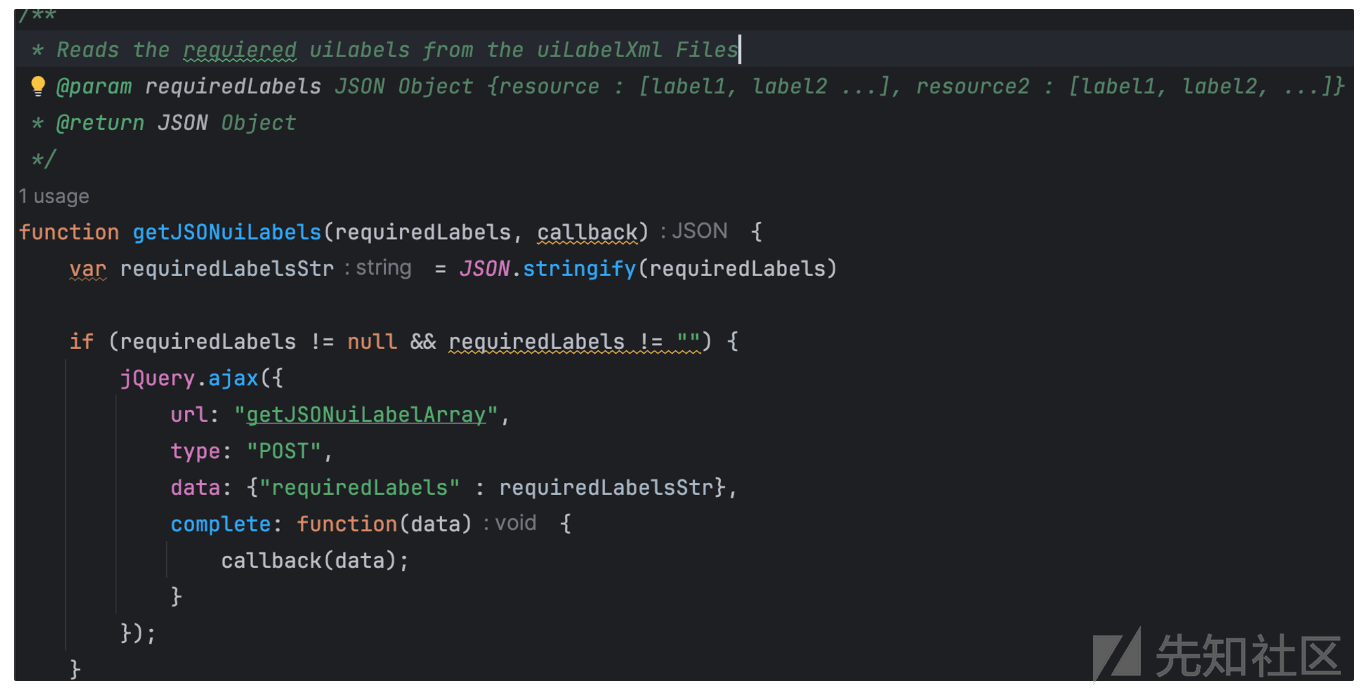 /**
* Reads the requiered uiLabels from the uiLabelXml Files
* @param requiredLabels JSON Object {resource : [label1, label2 ...], resource2 : [label1, label2, ...]}
* @return JSON Object
*/
1 usage
function getJSONuiLabels(requiredLabels, callback) : JSON {
var requiredLabelsStr : string = JSON.stringify(requiredLabels)
if (requiredLabels != null && requiredLabels != "") {
jQuery.ajax({
url: "getJSONuiLabelArray",
type: "POST",
data: {"requiredLabels" : requiredLabelsStr},
complete: function(data) : void {
callback(data);
}
});
}
先知社区